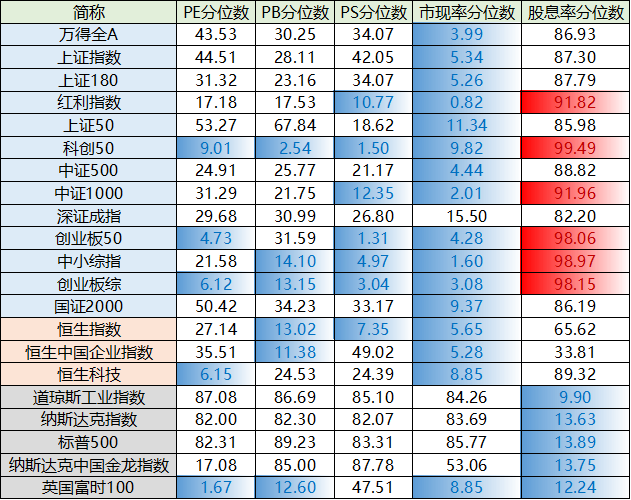 简称 PE分位数 PB分位数 PS分位数 市现率分位数 股息率分位数
万得全A 43.53 30.25 34.07 3.99 86.93
上证指数 44.51 28.11 42.05 5.34 87.30
上证180 31.32 23.16 34.07 5.26 87.79
红利指数 17.18 17.53 10.77 0.82 91.82
上证50 53.27 67.84 18.62 11.34 85.98
科创50 9.01 2.54 1.50 9.82 99.49
中证500 24.91 25.77 21.17 4.44 88.82
中证1000 31.29 21.75 12.35 2.01 91.96
深证成指 29.68 30.99 26.80 15.50 82.20
创业板50 4.73 31.59 1.31 4.28 98.06
中小综指 21.58 14.10 4.97 1.60 98.97
创业板综 6.12 13.15 3.04 3.08 98.15
国证2000 50.42 34.23 33.17 9.37 86.19
恒生指数 27.14 13.02 7.35 5.65 65.62
恒生中国企业指数 35.51 11.38 49.02 5.28 33.81
恒生科技 6.15 24.53 24.39 8.85 89.32
道琼斯工业指数 87.08 86.69 85.10 84.26 9.90
纳斯达克指数 82.00 82.30 82.07 83.69 13.63
标普500 82.31 89.23 83.31 85.77 13.89
纳斯达克中国金龙指数 17.08 85.00 87.78 53.06 13.75
英国富时100 1.67 12.60 47.51 8.85 12.24